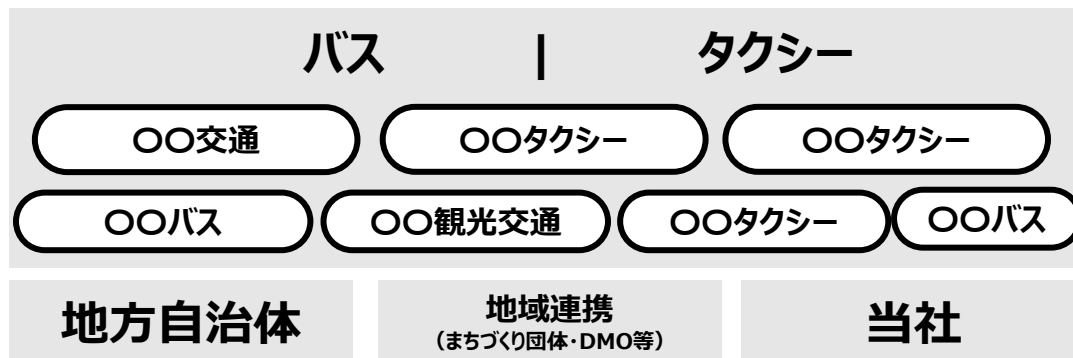 バス | タクシー
〇〇交通 〇〇タクシー 〇〇タクシー
〇〇バス 〇〇観光交通 〇〇タクシー 〇〇バス
地方自治体
地域連携
(まちづくり団体・DMO等)
当社